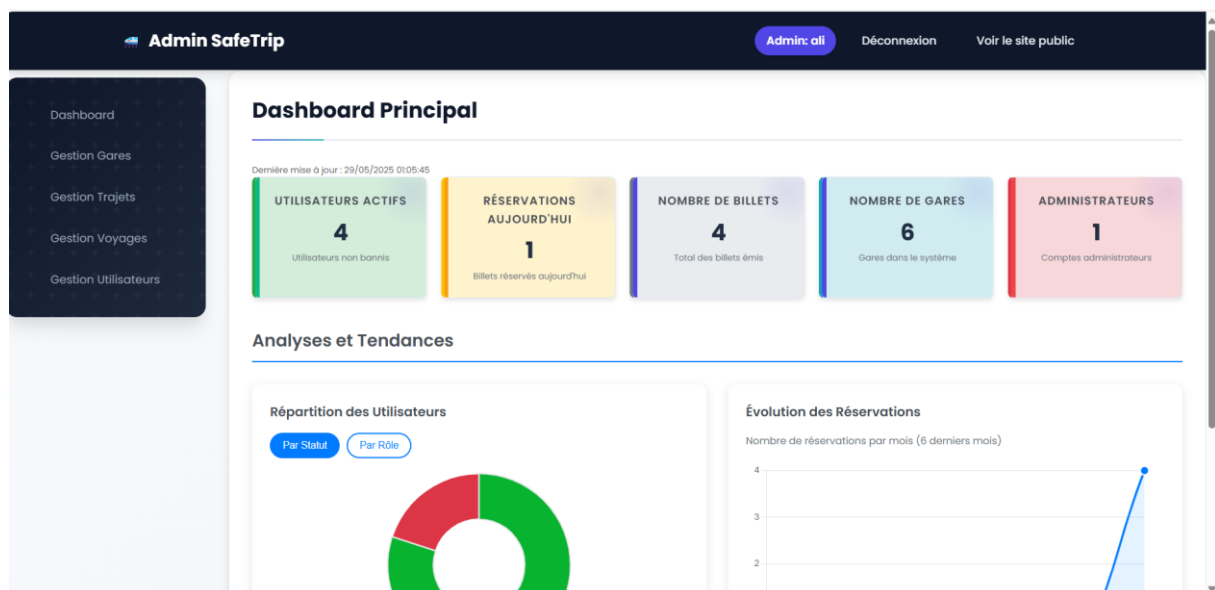 Admin SafeTrip
Admin: ali
Déconnexion
Voir le site public
Dashboard
Gestion Gares
Gestion Trajets
Gestion Voyages
Gestion Utilisateurs
Dashboard Principal
Dernière mise à jour : 29/05/2025 01:05:45
UTILISATEURS ACTIFS
4
Utilisateurs non bannis
RÉSERVATIONS
AUJOURD'HUI
1
Billets réservés aujourd'hui
NOMBRE DE BILLETS
4
Total des billets émis
NOMBRE DE GARES
6
Gares dans le système
ADMINISTRATEURS
1
Comptes administrateurs
Analyses et Tendances
Répartition des Utilisateurs
Par Statut
Par Rôle
Évolution des Réservations
Nombre de réservations par mois (6 derniers mois)
4
3
2